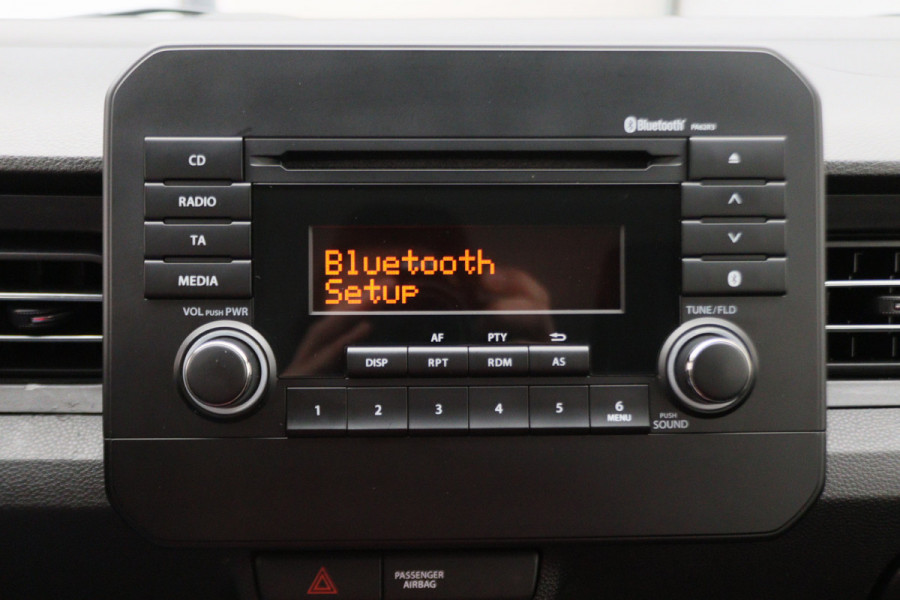 Bluetooth
CD
RADIO
TA
MEDIA
Bluetooth
Setup
VOL PUSH PWR
TUNE/FLD
AF PTY
DISP RPT RDM AS
1 2 3 4 5 6
MENU
PUSH
SOUND
PASSENGER
AIRBAG